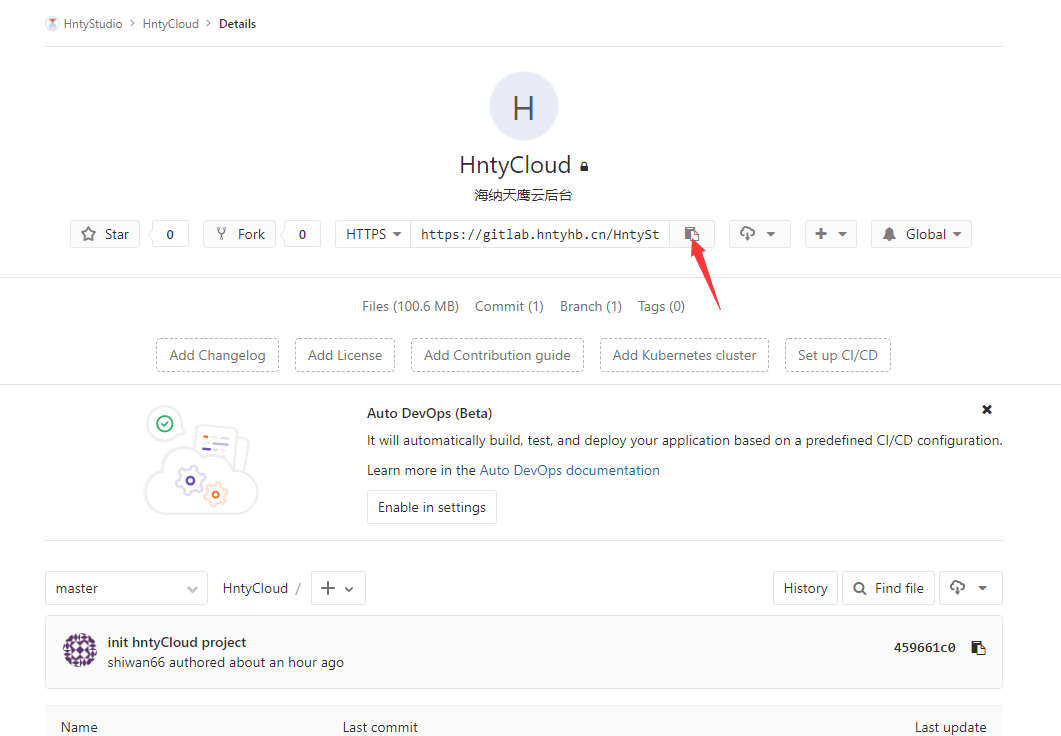 HntyStudio > HntyCloud > Details
H
HntyCloud
海纳天鹰云后台
Star 0 Fork 0 HTTPS https://gitlab.hntyhb.cn/HntySt Global
Files (100.6 MB) Commit (1) Branch (1) Tags (0)
Add Changelog Add License Add Contribution guide Add Kubernetes cluster Set up CI/CD
Auto DevOps (Beta)
It will automatically build, test, and deploy your application based on a predefined CI/CD configuration.
Learn more in the Auto DevOps documentation
Enable in settings
master HntyCloud / History Find file
init hntyCloud project
shiwan66 authored about an hour ago
459661c0
Name Last commit Last update